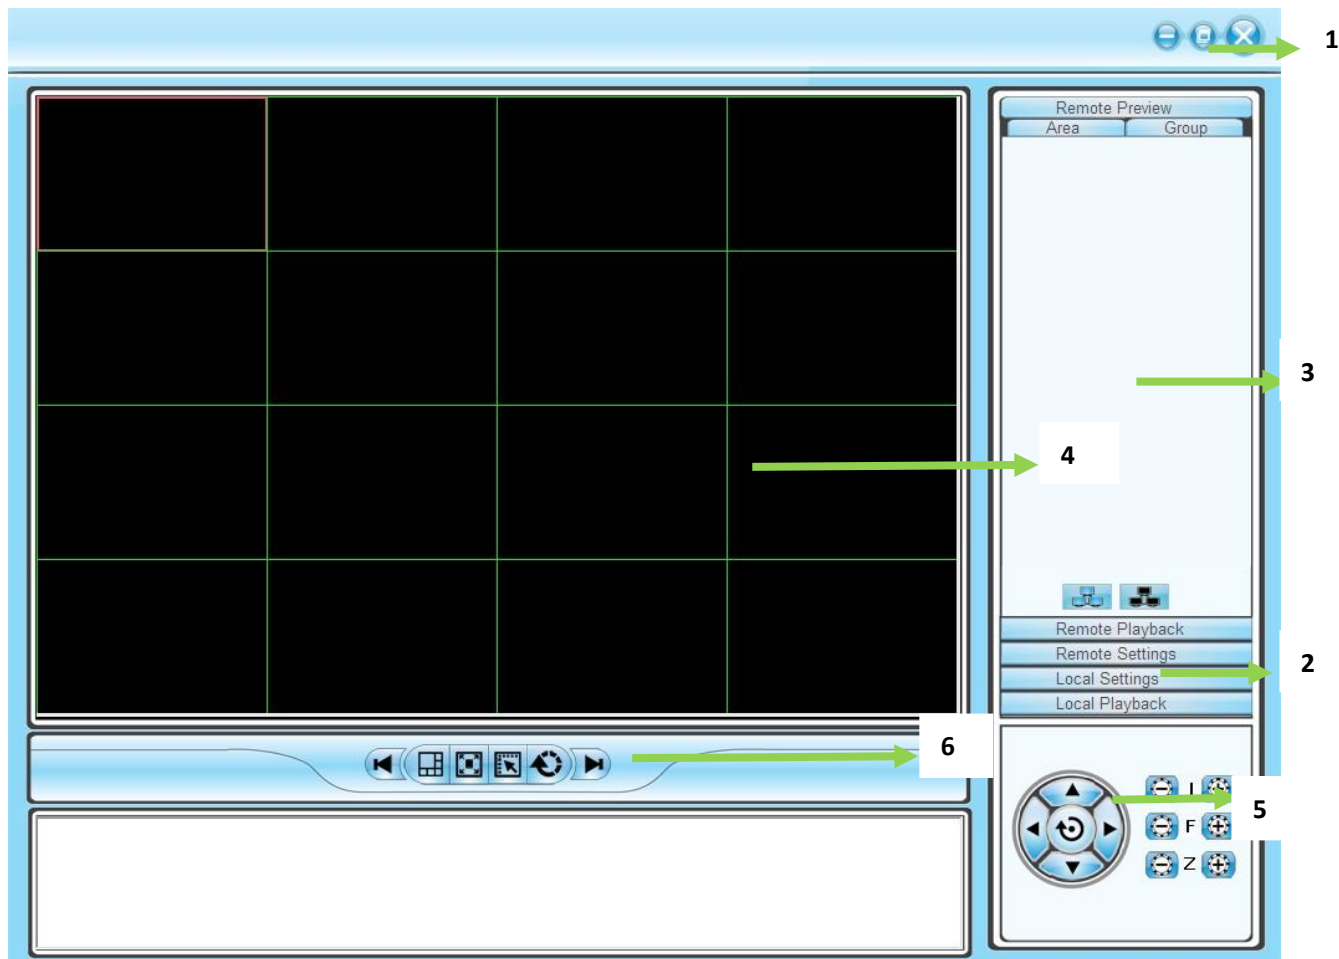 1
Remote Preview
Area Group
3
4
Remote Playback
Remote Settings
2
Local Settings
Local Playback
6
I
5
F
Z